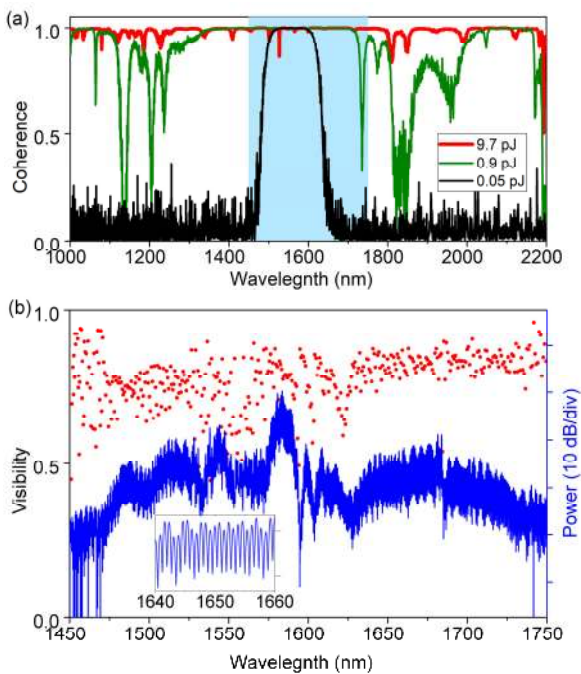 (a)
1.0
0.5
0.0
Coherence
9.7 pJ
0.9 pJ
0.05 pJ
1000 1200 1400 1600 1800 2000 2200
Wavelegnth (nm)
(b)
1.0
0.5
0.0
Visibility
Power (10 dB/div)
1640 1650 1660
1450 1500 1550 1600 1650 1700 1750
Wavelegnth (nm)